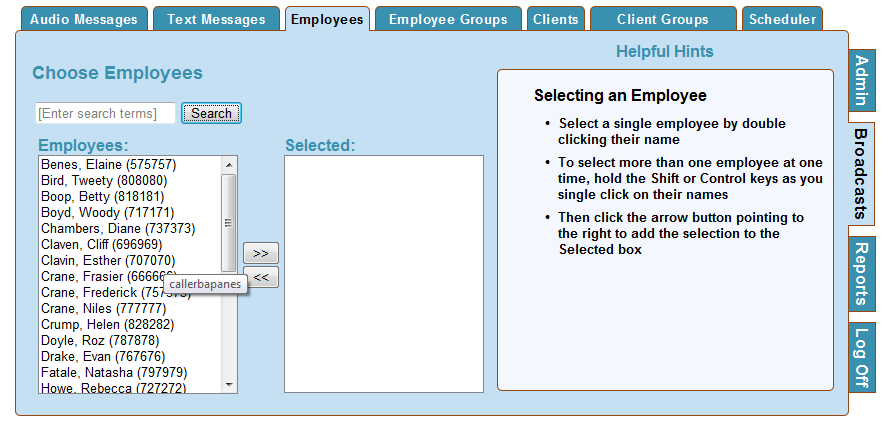 Audio Messages
Text Messages
Employees
Employee Groups
Clients
Client Groups
Scheduler
Choose Employees
[Enter search terms]
Search
Employees:
Benes, Elaine (575757)
Bird, Tweety (808080)
Boop, Betty (818181)
Boyd, Woody (717171)
Chambers, Diane (737373)
Claven, Cliff (696969)
Clavin, Esther (707070)
Crane, Frasier (666666)
Crane, Frederick
Crane, Niles (777777)
Crump, Helen (828282)
Doyle, Roz (787878)
Drake, Evan (767676)
Fatale, Natasha (797979)
Howe, Rebecca (727272)
callerbapanes
>>
<<
Selected:
Helpful Hints
Selecting an Employee
• Select a single employee by double
clicking their name
• To select more than one employee at one
time, hold the Shift or Control keys as you
single click on their names
• Then click the arrow button pointing to
the right to add the selection to the
Selected box
Admin
Broadcasts
Reports
Log Off